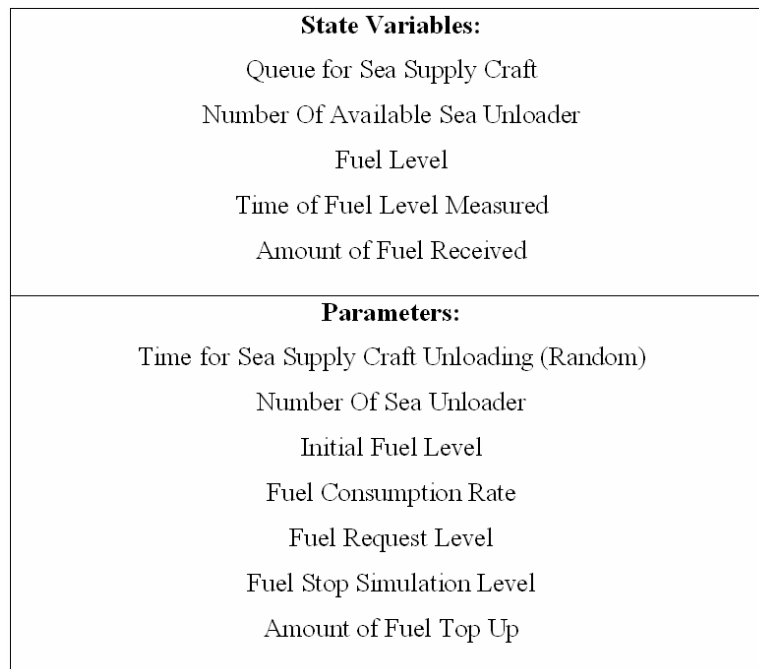 State Variables:
Queue for Sea Supply Craft
Number Of Available Sea Unloader
Fuel Level
Time of Fuel Level Measured
Amount of Fuel Received
Parameters:
Time for Sea Supply Craft Unloading (Random)
Number Of Sea Unloader
Initial Fuel Level
Fuel Consumption Rate
Fuel Request Level
Fuel Stop Simulation Level
Amount of Fuel Top Up